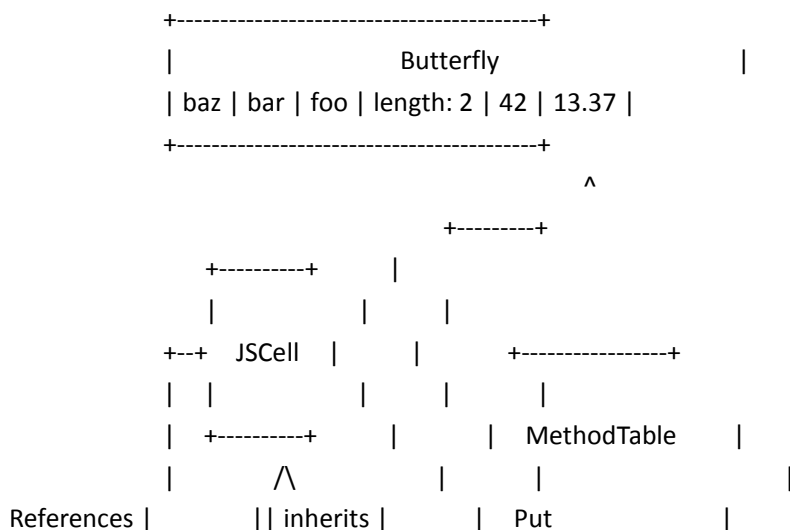 +------------------------------------------+
| Butterfly |
| baz | bar | foo | length: 2 | 42 | 13.37 |
+------------------------------------------+
^
+---------+
+----------+ |
| | |
+--+ JSCell | | +-----------------+
| | | | |
| +----------+ | | MethodTable |
| /\ | | |
References | || inherits | | Put |